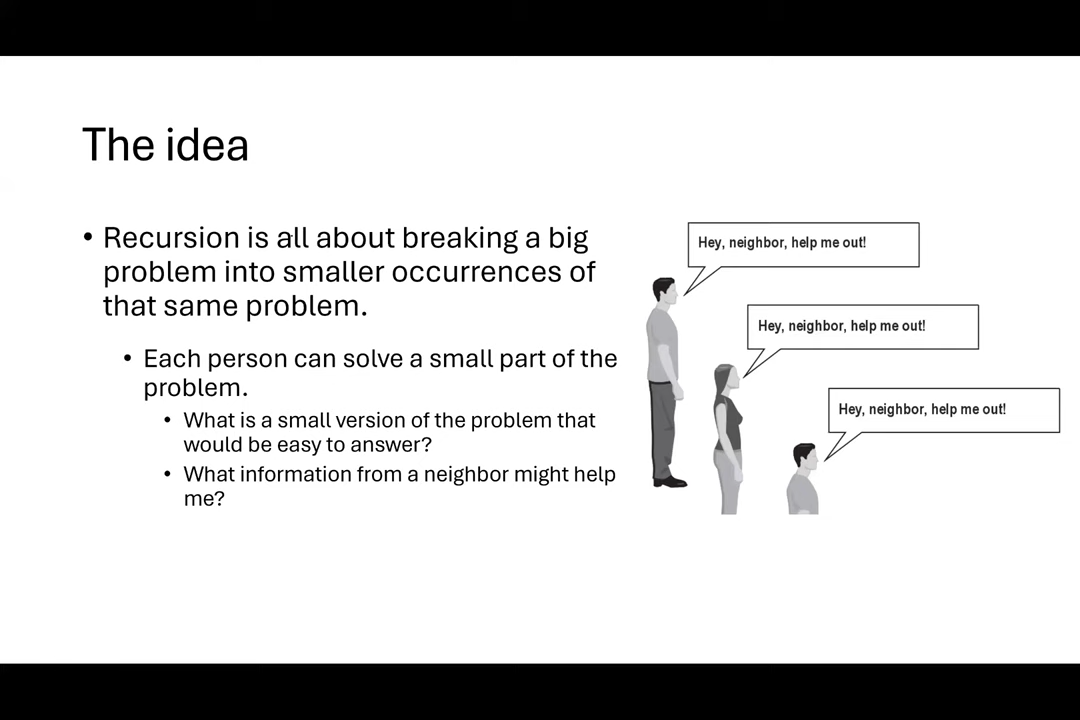 The idea
• Recursion is all about breaking a big
problem into smaller occurrences of
that same problem.
• Each person can solve a small part of the
problem.
• What is a small version of the problem that
would be easy to answer?
• What information from a neighbor might help
me?
Hey, neighbor, help me out!
Hey, neighbor, help me out!
Hey, neighbor, help me out!